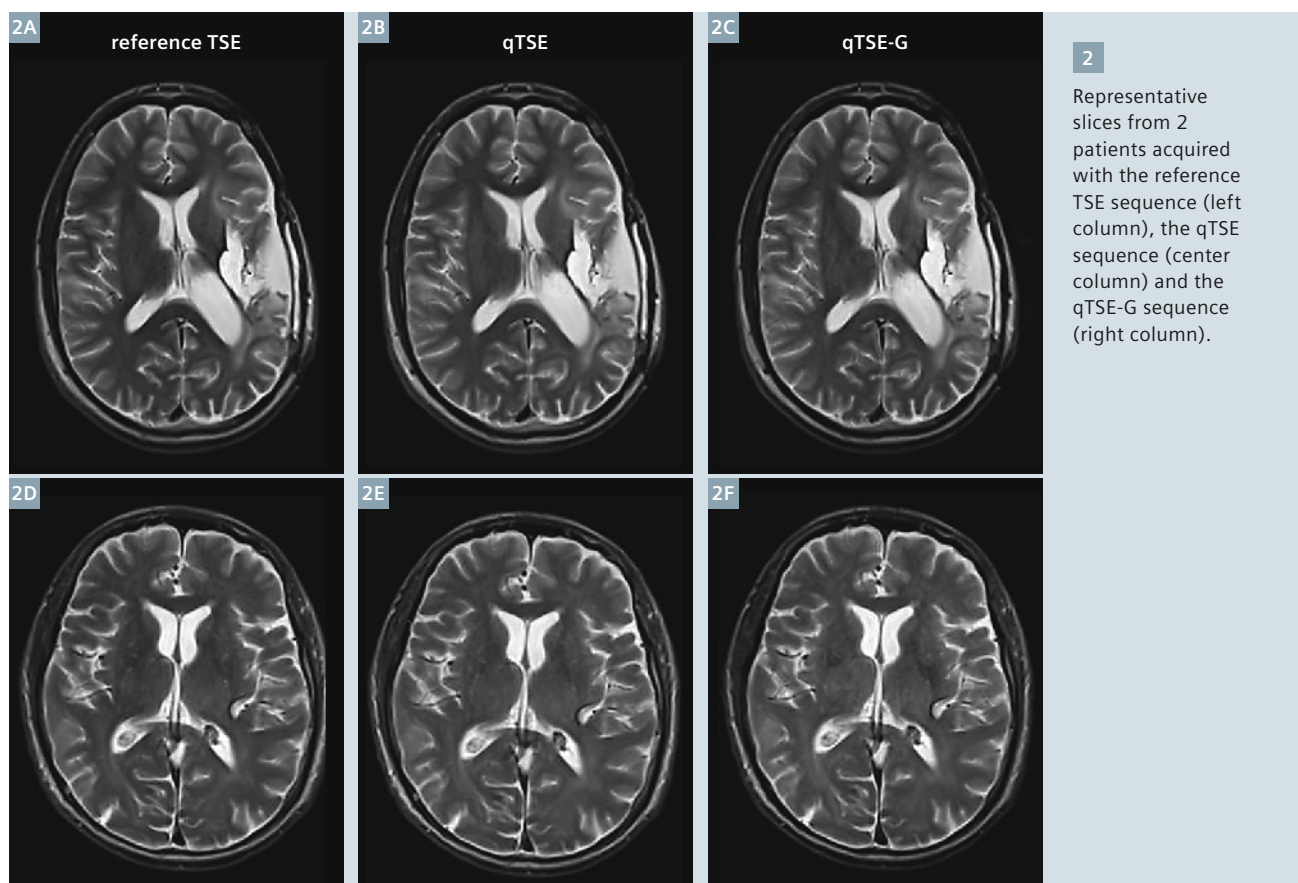 2A
reference TSE
2B
qTSE
2C
qTSE-G
2D
2E
2F
2
Representative
slices from 2
patients acquired
with the reference
TSE sequence (left
column), the qTSE
sequence (center
column) and the
qTSE-G sequence
(right column).